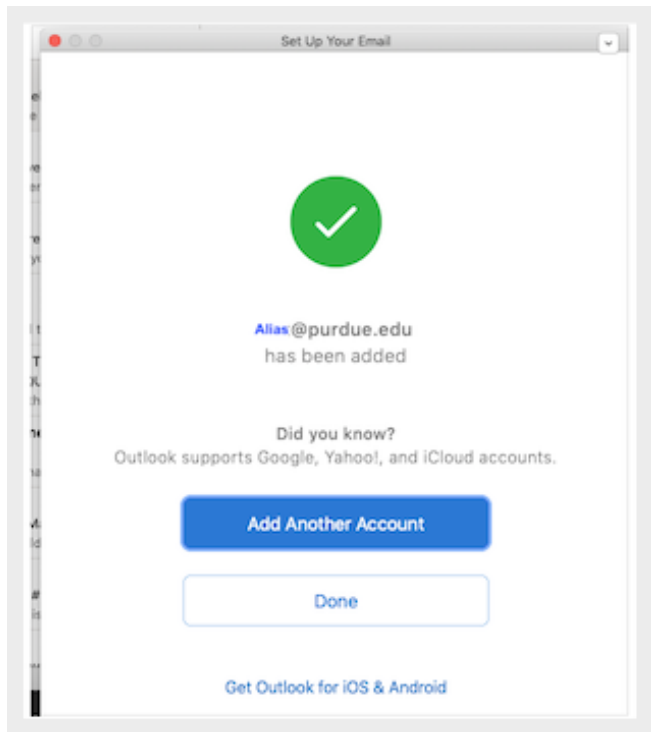 Set Up Your Email
Alias@purdue.edu
has been added
Did you know?
Outlook supports Google, Yahoo!, and iCloud accounts.
Add Another Account
Done
Get Outlook for iOS & Android